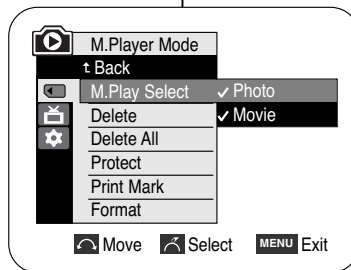 M.Player Mode
Back
M.Play Select ✓ Photo
Delete ✓ Movie
Delete All
Protect
Print Mark
Format
Move Select MENU Exit